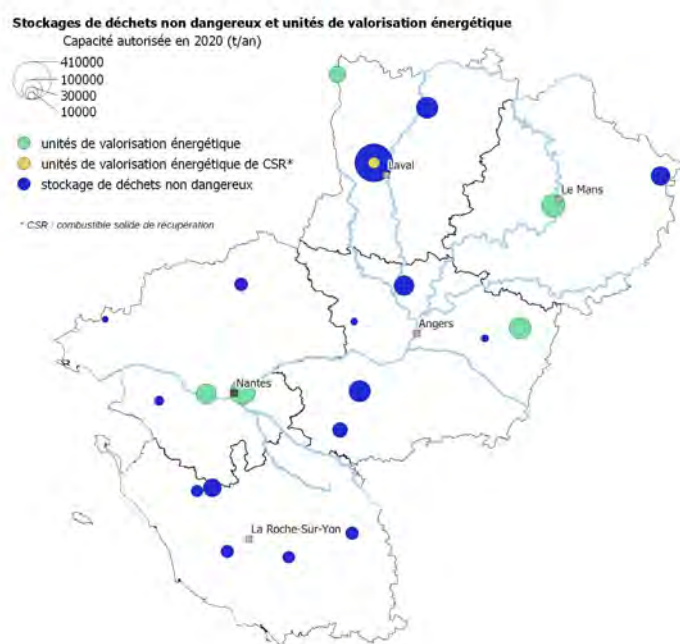 Stockages de déchets non dangereux et unités de valorisation énergétique
Capacité autorisée en 2020 (t/an)
410000
100000
30000
10000
unités de valorisation énergétique
unités de valorisation énergétique de CSR*
stockage de déchets non dangereux
* CSR : combustible solide de récupération
Laval
Le Mans
Angers
Nantes
La Roche-Sur-Yon